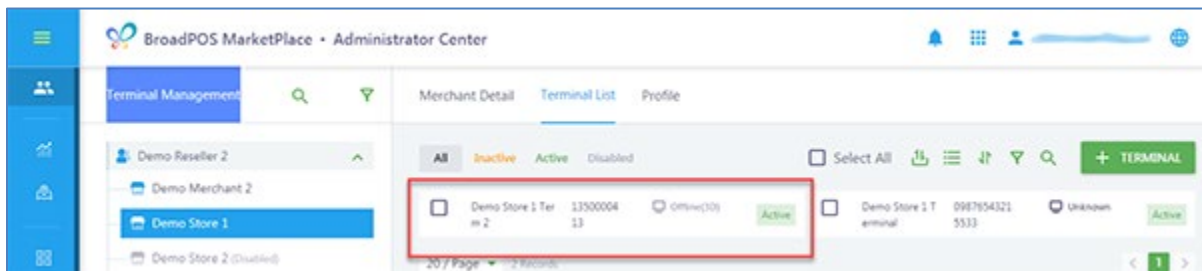 BroadPOS MarketPlace • Administrator Center
Terminal Management
Merchant Detail Terminal List Profile
Demo Reseller 2
Demo Merchant 2
Demo Store 1
Demo Store 2 (Disabled)
All Inactive Active Disabled
Select All
+ TERMINAL
Demo Store 1 Ter 13500004 Offline(30) Active
m 2 13
Demo Store 1 T 0987654321 Unknown Active
erminal 5533
20 / Page 2 Records
< 1 >